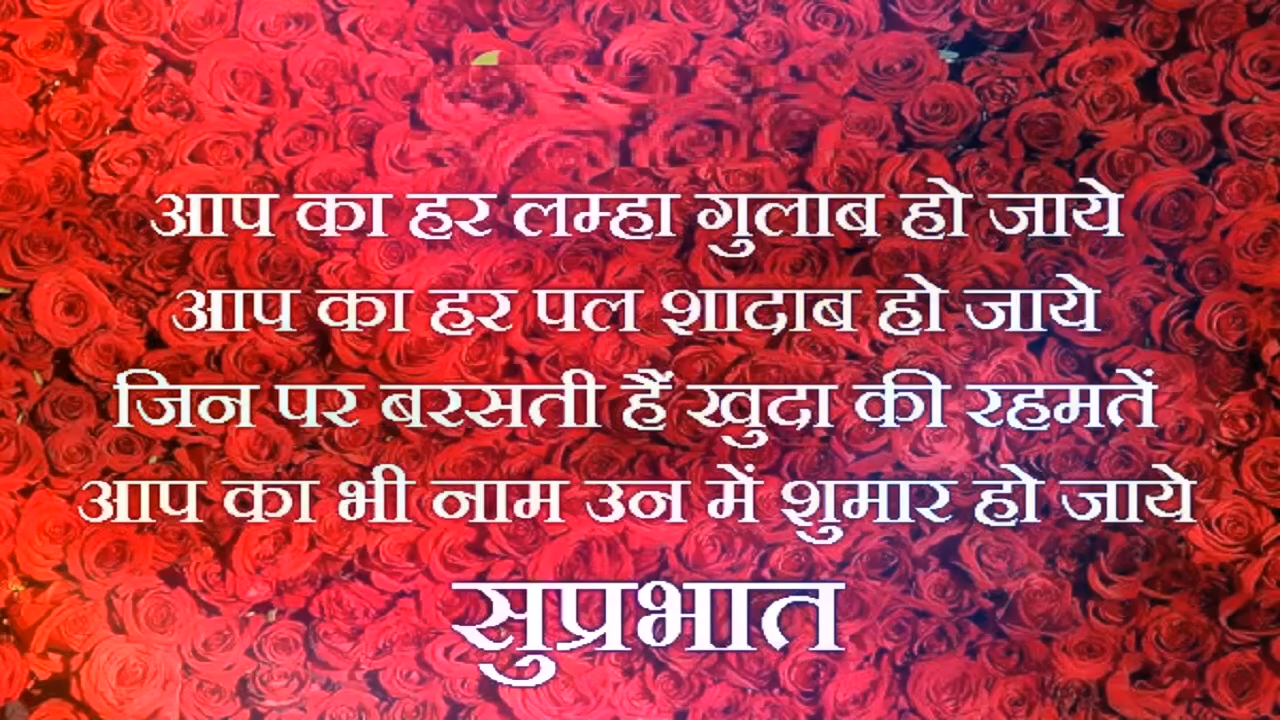 आप का हर लम्हा गुलाब हो जाये
आप का हर पल शादाब हो जाये
जिन पर बरसती हैं खुदा की रहमतें
आप का भी नाम उन में शुमार हो जाये
सुप्रभात